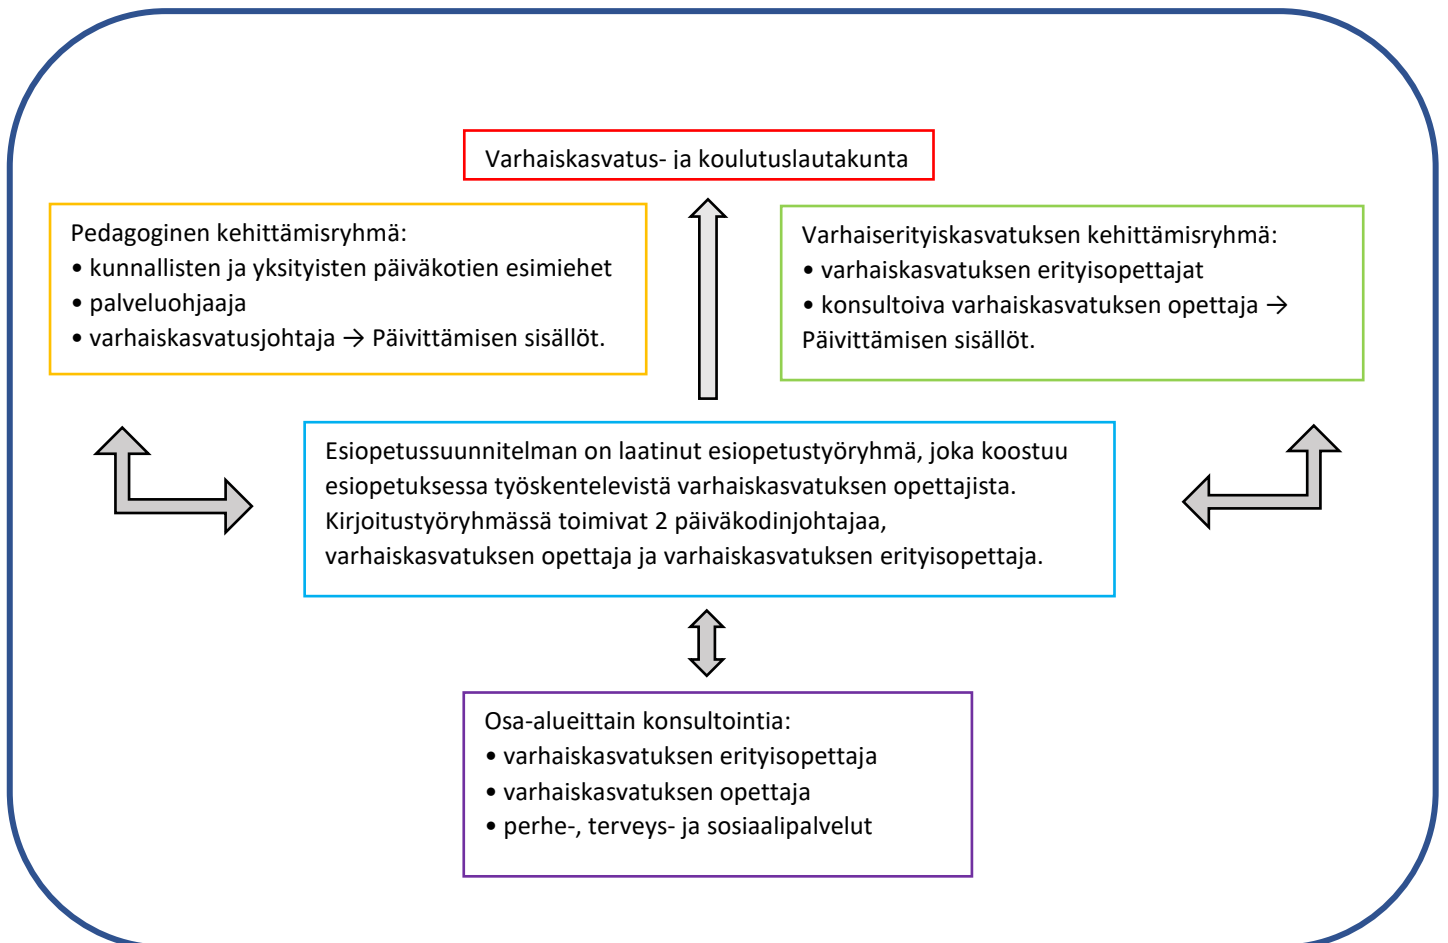 Varhaiskasvatus- ja koulutuslautakunta
Pedagoginen kehittämisryhmä:
• kunnallisten ja yksityisten päiväkotien esimiehet
• palveluohjaaja
• varhaiskasvatusjohtaja → Päivittämisen sisällöt.
Varhaiserityiskasvatuksen kehittämisryhmä:
• varhaiskasvatuksen erityisopettajat
• konsultoiva varhaiskasvatuksen opettaja →
Päivittämisen sisällöt.
Esiopetussuunnitelman on laatinut esiopetustyöryhmä, joka koostuu
esiopetuksessa työskentelevistä varhaiskasvatuksen opettajista.
Kirjoitustyöryhmässä toimivat 2 päiväkodinjohtajaa,
varhaiskasvatuksen opettaja ja varhaiskasvatuksen erityisopettaja.
Osa-alueittain konsultointia:
• varhaiskasvatuksen erityisopettaja
• varhaiskasvatuksen opettaja
• perhe-, terveys- ja sosiaalipalvelut